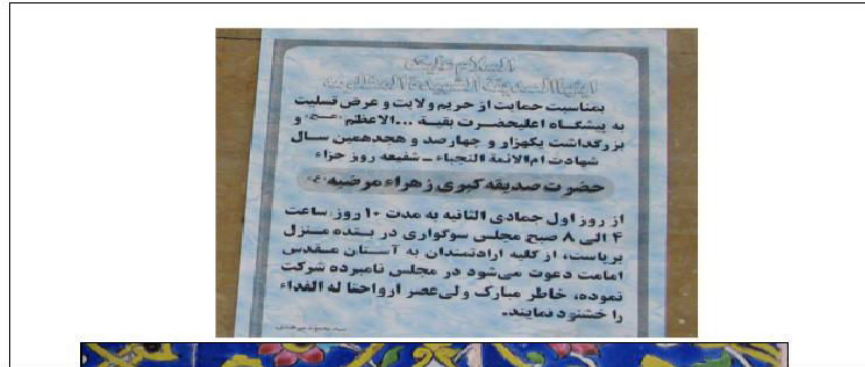 السلام علیک
ایتها الصدیقة الشهیدة المظلومه
بمناسبت حمایت از حریم ولایت و عرض تسلیت
به پیشگاه اعلیحضرت بقیة ...الاعظم «عج» و
بزرگداشت یکهزار و چهارصد و هجدهمین سال
شهادت ام‌الائمة النجباء ـ شفیعه روز جزاء
حضرت صدیقه کبری زهراء مرضیه «ع»
از روز اول جمادی الثانیه به مدت ۱۰ روز، ساعت
۴ الی ۸ صبح مجلس سوگواری در بنده منزل
برپاست، از کلیه ارادتمندان به آستان مقدس
امامت دعوت می‌شود در مجلس نامبرده شرکت
نموده، خاطر مبارک ولی‌عصر ارواحنا له الفداء
را خشنود نمایند.